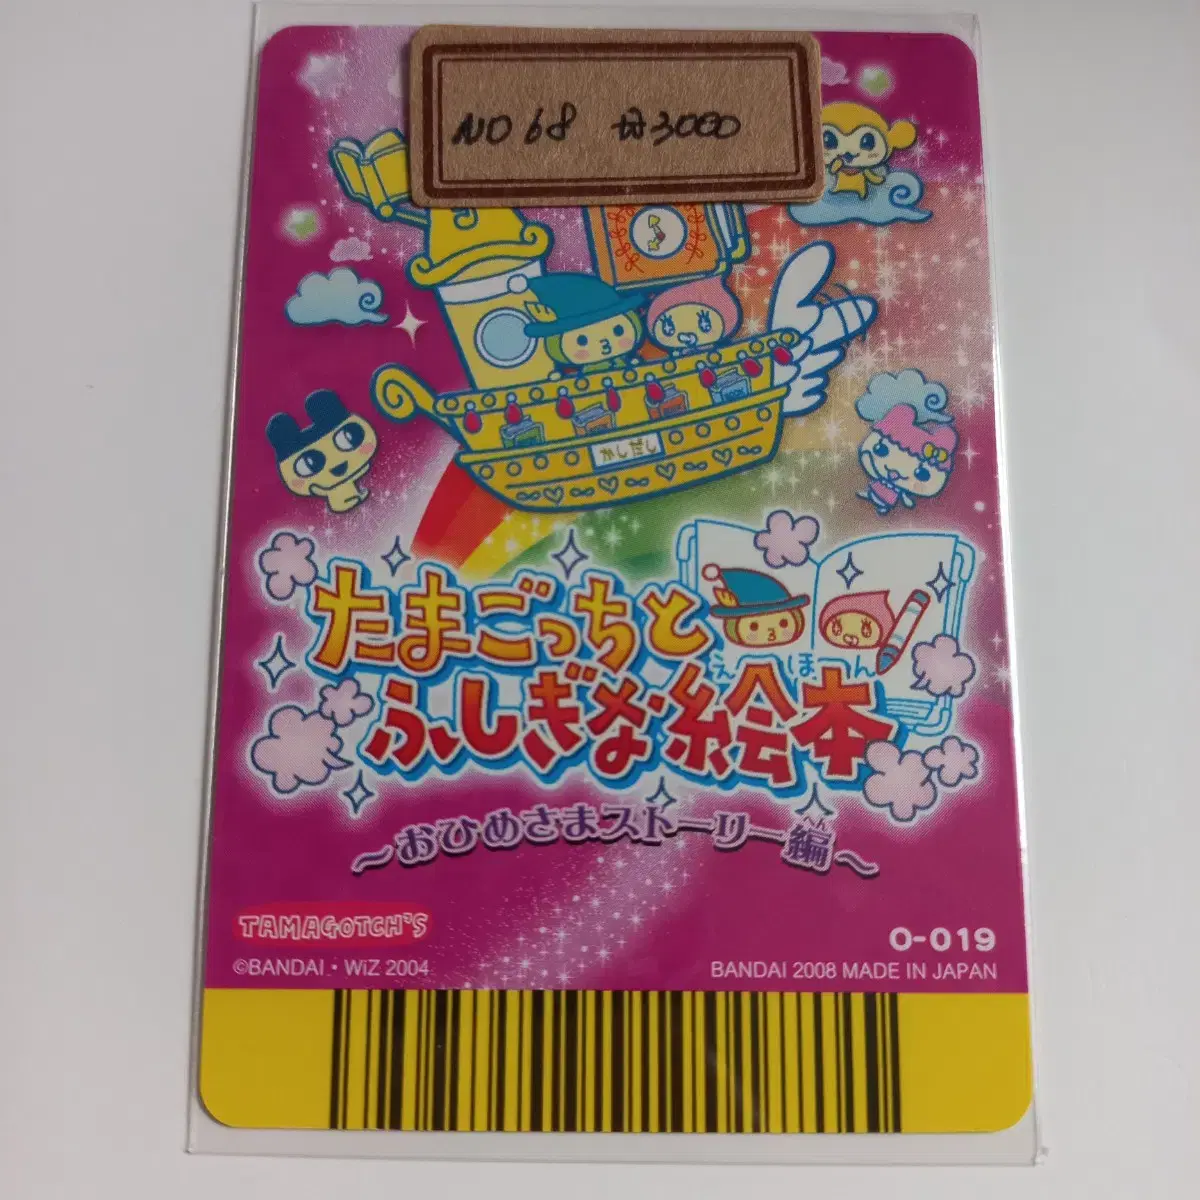 NO 68 ₩3000
かしだし
たまごっちと
えほん
ふしぎな絵本
へん
～おひめさまストーリー編～
TAMAGOTCH'S
O-019
©BANDAI・WiZ 2004
BANDAI 2008 MADE IN JAPAN